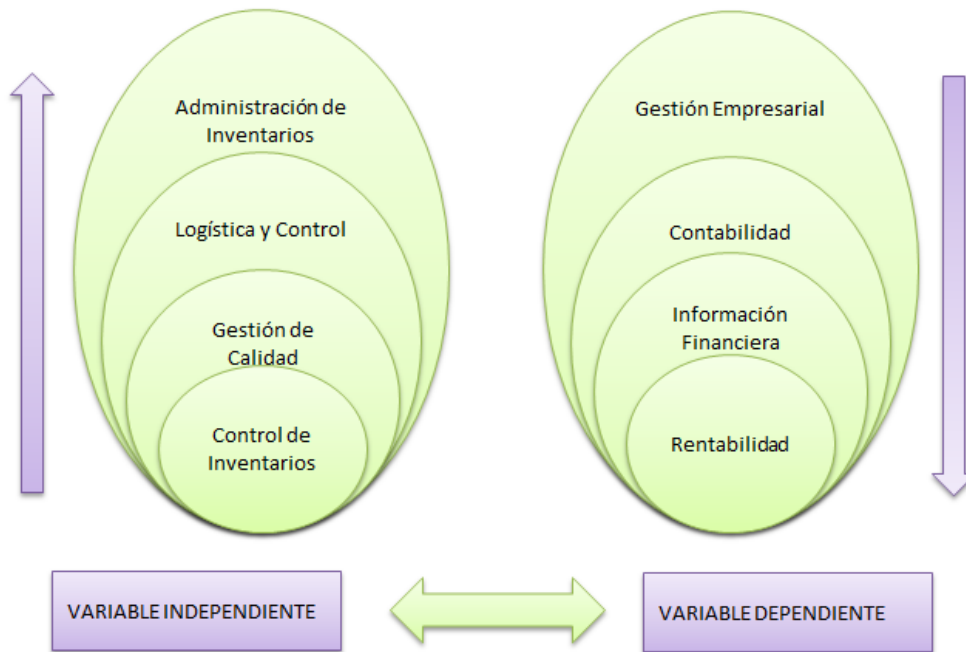 Administración de
Inventarios
Logística y Control
Gestión de
Calidad
Control de
Inventarios
Gestión Empresarial
Contabilidad
Información
Financiera
Rentabilidad
VARIABLE INDEPENDIENTE
VARIABLE DEPENDIENTE